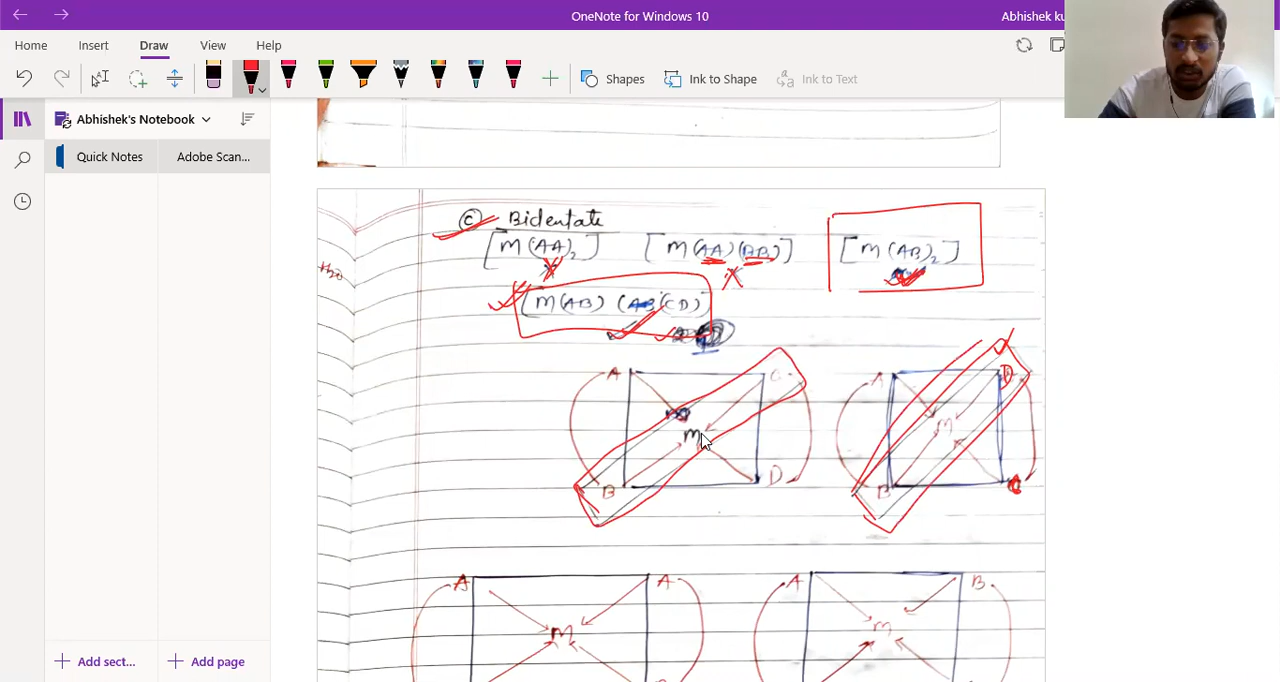 OneNote for Windows 10
Abhishek ku
Home Insert Draw View Help
Shapes Ink to Shape Ink to Text
Abhishek's Notebook
Quick Notes Adobe Scan...
© Bidentate
[M(AA)2] [M(AA)(BB)] [M(AB)2]
H2O
[M(AB) (CD)]
A C A D
M M
B D B C
A A A B
M M
Add sect... Add page